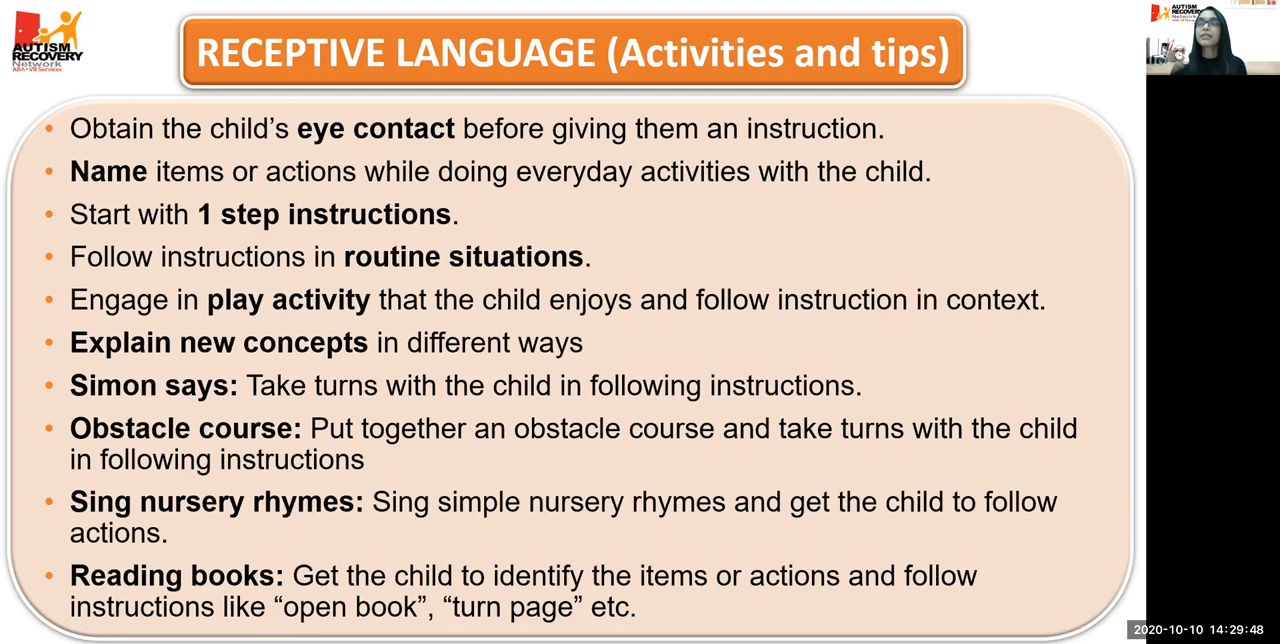 AUTISM
RECOVERY
Network
ABA • VB Services
RECEPTIVE LANGUAGE (Activities and tips)
AUTISM
RECOVERY
Network
• Obtain the child’s eye contact before giving them an instruction.
• Name items or actions while doing everyday activities with the child.
• Start with 1 step instructions.
• Follow instructions in routine situations.
• Engage in play activity that the child enjoys and follow instruction in context.
• Explain new concepts in different ways
• Simon says: Take turns with the child in following instructions.
• Obstacle course: Put together an obstacle course and take turns with the child
in following instructions
• Sing nursery rhymes: Sing simple nursery rhymes and get the child to follow
actions.
• Reading books: Get the child to identify the items or actions and follow
instructions like “open book”, “turn page” etc.
2020-10-10 14:29:48